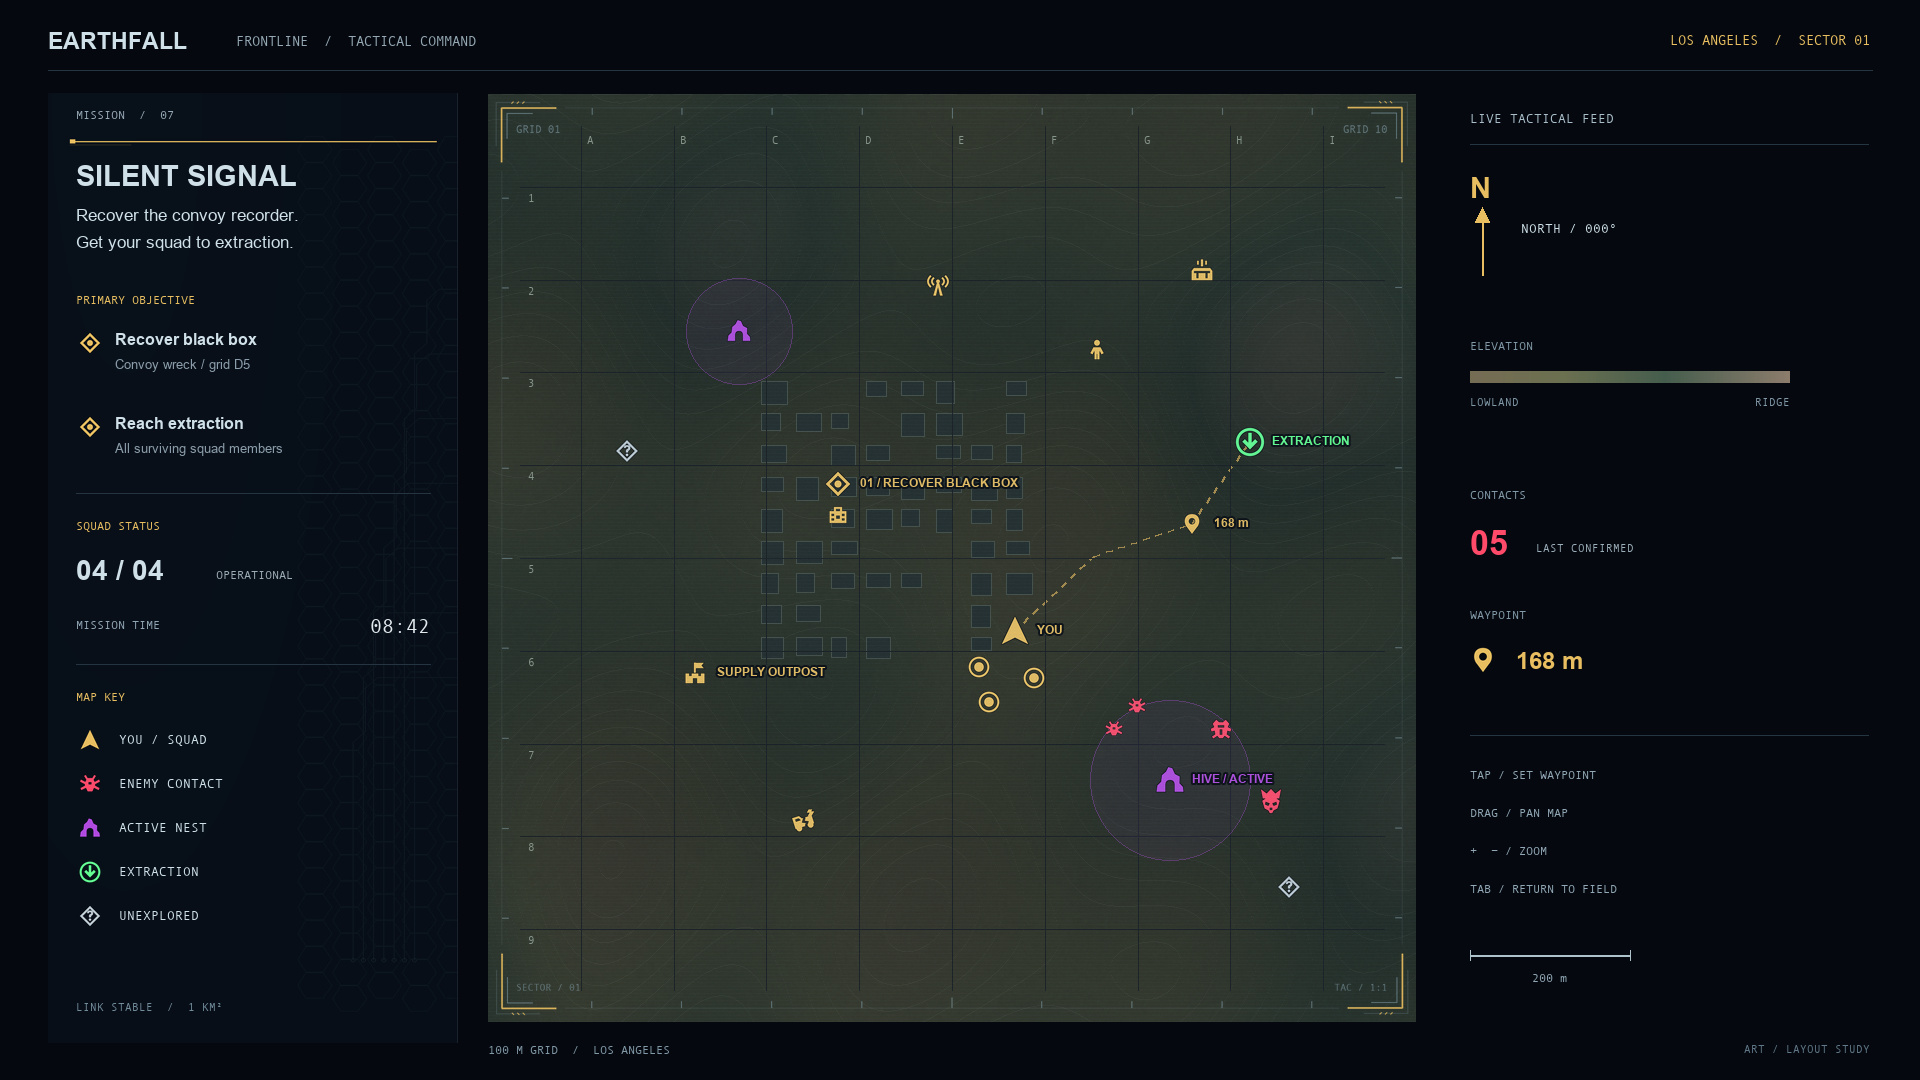 EARTHFALL
FRONTLINE / TACTICAL COMMAND
LOS ANGELES / SECTOR 01
MISSION / 07
SILENT SIGNAL
Recover the convoy recorder.
Get your squad to extraction.
PRIMARY OBJECTIVE
Recover black box
Convoy wreck / grid D5
Reach extraction
All surviving squad members
SQUAD STATUS
04 / 04 OPERATIONAL
MISSION TIME 08:42
MAP KEY
YOU / SQUAD
ENEMY CONTACT
ACTIVE NEST
EXTRACTION
? UNEXPLORED
LINK STABLE / 1 KM²
GRID 01
GRID 10
A B C D E F G H I
1
2
3
?
EXTRACTION
4
01 / RECOVER BLACK BOX
168 m
5
YOU
6
SUPPLY OUTPOST
7
HIVE / ACTIVE
8
?
9
SECTOR / 01
TAC / 1:1
100 M GRID / LOS ANGELES
LIVE TACTICAL FEED
N
NORTH / 000°
ELEVATION
LOWLAND RIDGE
CONTACTS
05 LAST CONFIRMED
WAYPOINT
168 m
TAP / SET WAYPOINT
DRAG / PAN MAP
+ − / ZOOM
TAB / RETURN TO FIELD
200 m
ART / LAYOUT STUDY